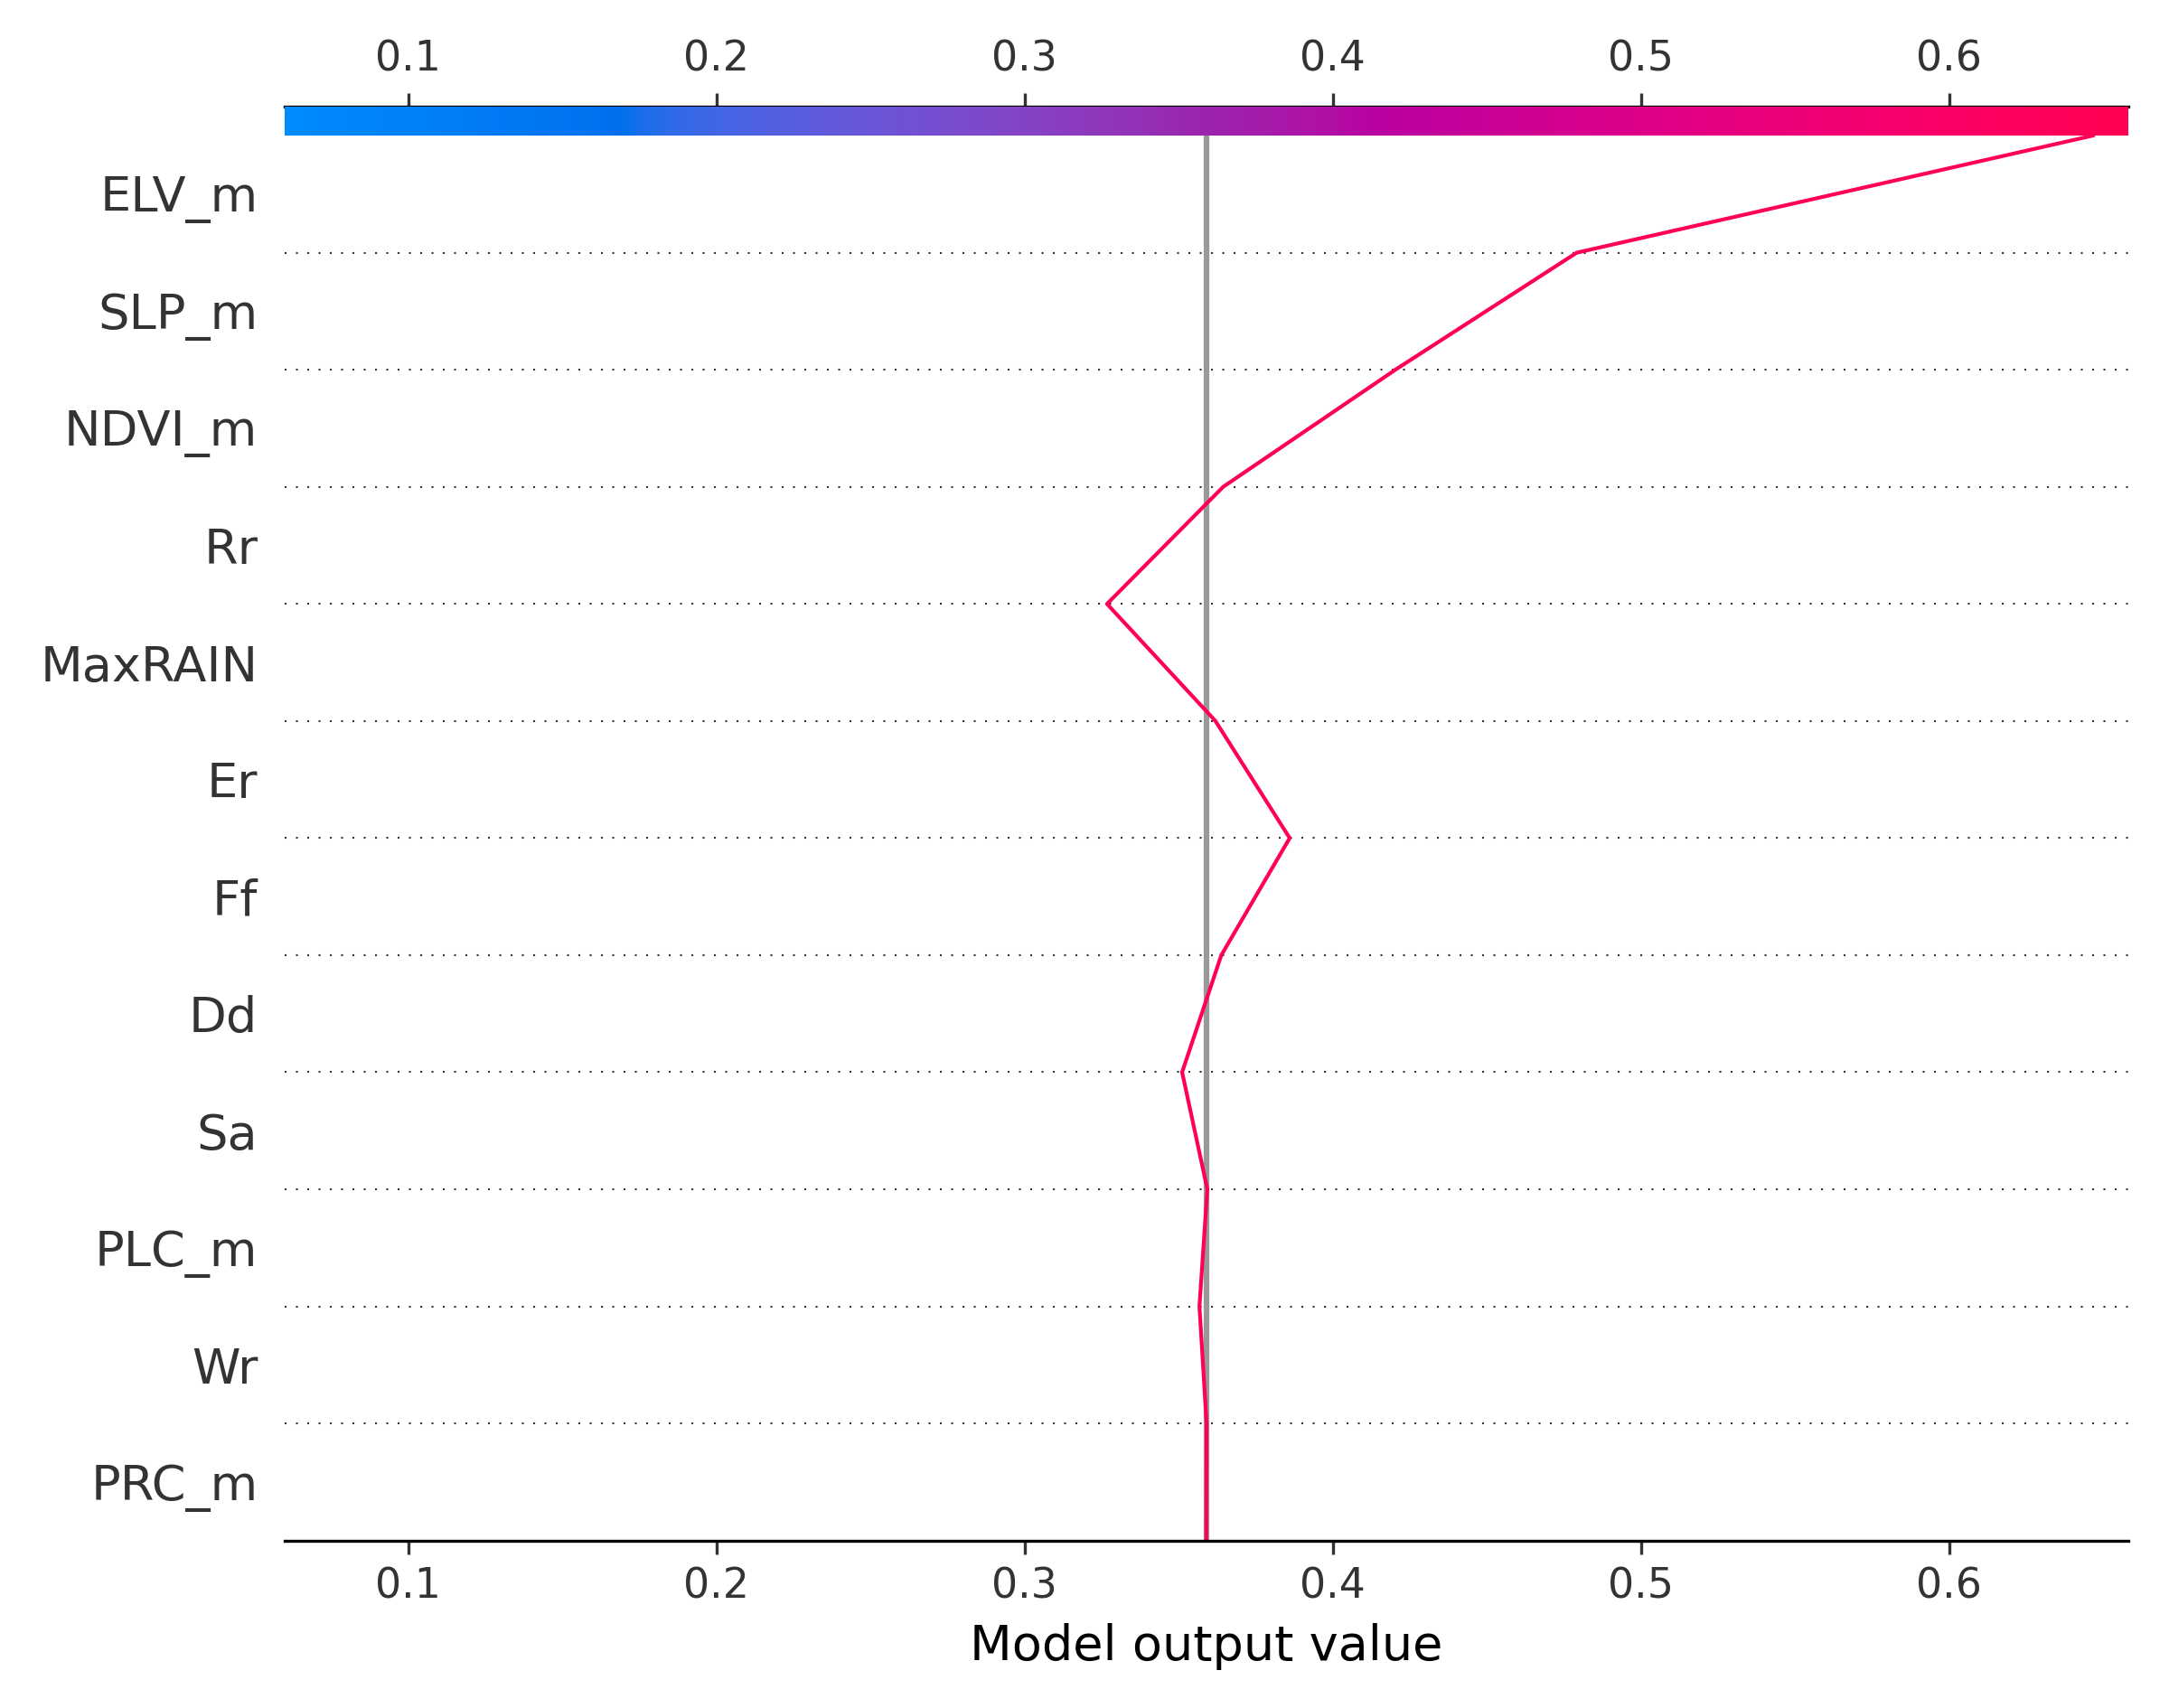 0.1 0.2 0.3 0.4 0.5 0.6
ELV_m
SLP_m
NDVI_m
Rr
MaxRAIN
Er
Ff
Dd
Sa
PLC_m
Wr
PRC_m
0.1 0.2 0.3 0.4 0.5 0.6
Model output value